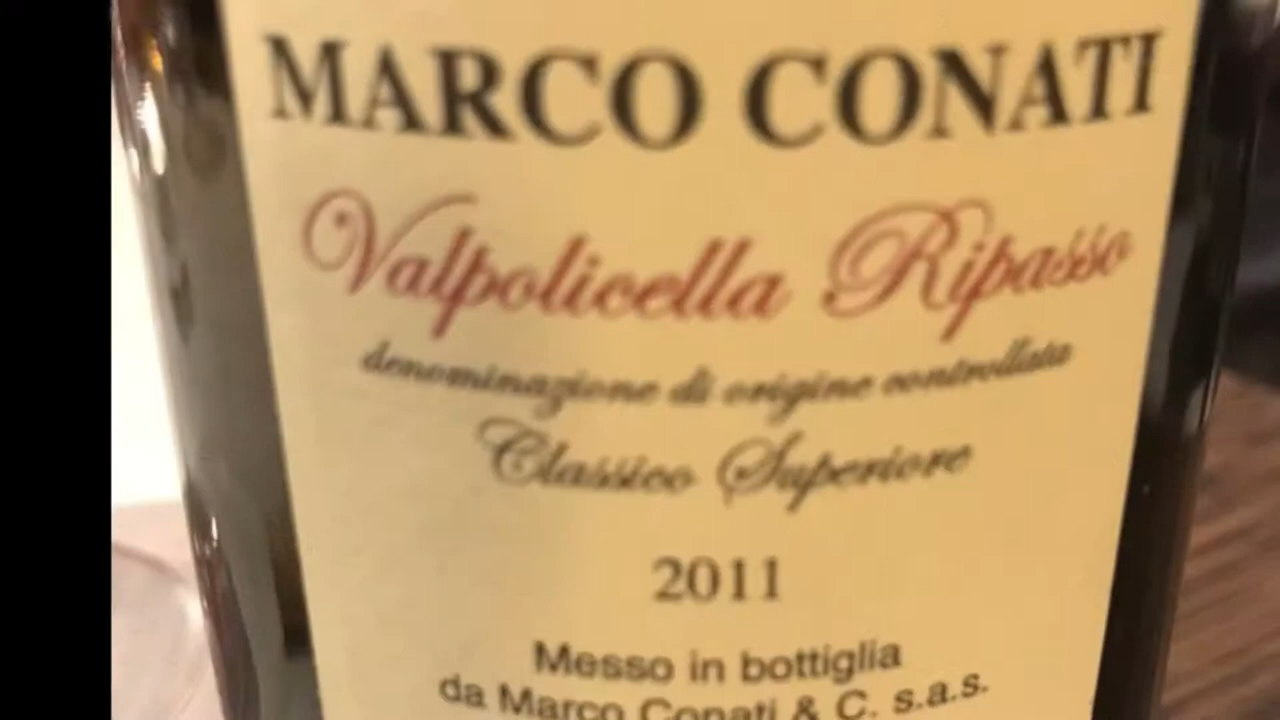 MARCO CONATI
Valpolicella Ripasso
denominazione di origine controllata
Classico Superiore
2011
Messo in bottiglia
da Marco Conati & C. s.a.s.